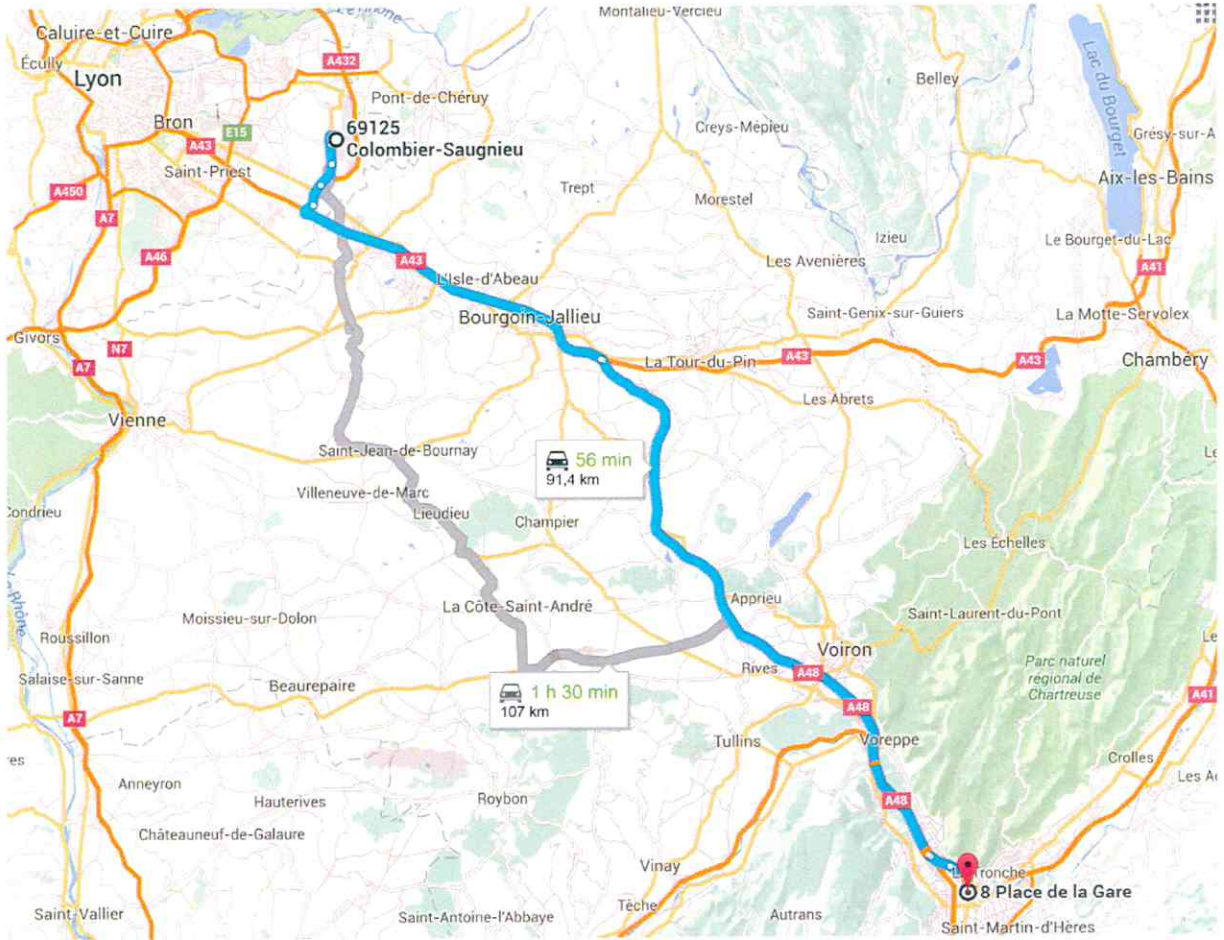 Montalieu-Vercieu
Caluire-et-Cuire
Écully
A432
Belley
Lac du Bourget
Lyon
Pont-de-Chéruy
69125
Colombier-Saugnieu
Bron
E15
Creys-Mépieu
Grésy-sur-A
A43
Saint-Priest
Trept
Aix-les-Bains
A450
Morestel
A7
Izieu
Le Bourget-du-Lac
A46
A43
L'Isle-d'Abeau
Les Avenières
A41
Bourgoin-Jallieu
Saint-Genix-sur-Guiers
La Motte-Servolex
Givors
N7
A7
La Tour-du-Pin
A43
A43
Chambéry
Les Abrets
Vienne
Saint-Jean-de-Bournay
56 min
91,4 km
Villeneuve-de-Marc
Condrieu
Lieudieu
Champier
Les Échelles
La Côte-Saint-André
Apprieu
Saint-Laurent-du-Pont
Moissieu-sur-Dolon
Roussillon
Voiron
Rives
A48
Parc naturel
régional de
Chartreuse
Salaise-sur-Sanne
Beaurepaire
1 h 30 min
107 km
A41
A7
A48
Tullins
Voreppe
Crolles
Anneyron
Hauterives
Roybon
A48
Châteauneuf-de-Galaure
Vinay
Tronche
8 Place de la Gare
Têche
Saint-Vallier
Saint-Antoine-l'Abbaye
Autrans
Saint-Martin-d'Hères